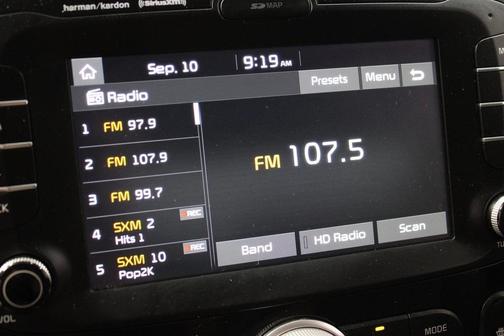 harman/kardon
SiriusXM
SD MAP
Sep. 10
9:19 AM
Radio
Presets
Menu
1 FM 97.9
2 FM 107.9
3 FM 99.7
4 SXM 2 REC
Hits 1
5 SXM 10 REC
Pop2K
FM 107.5
Band
HD Radio
Scan
VOL
MODE